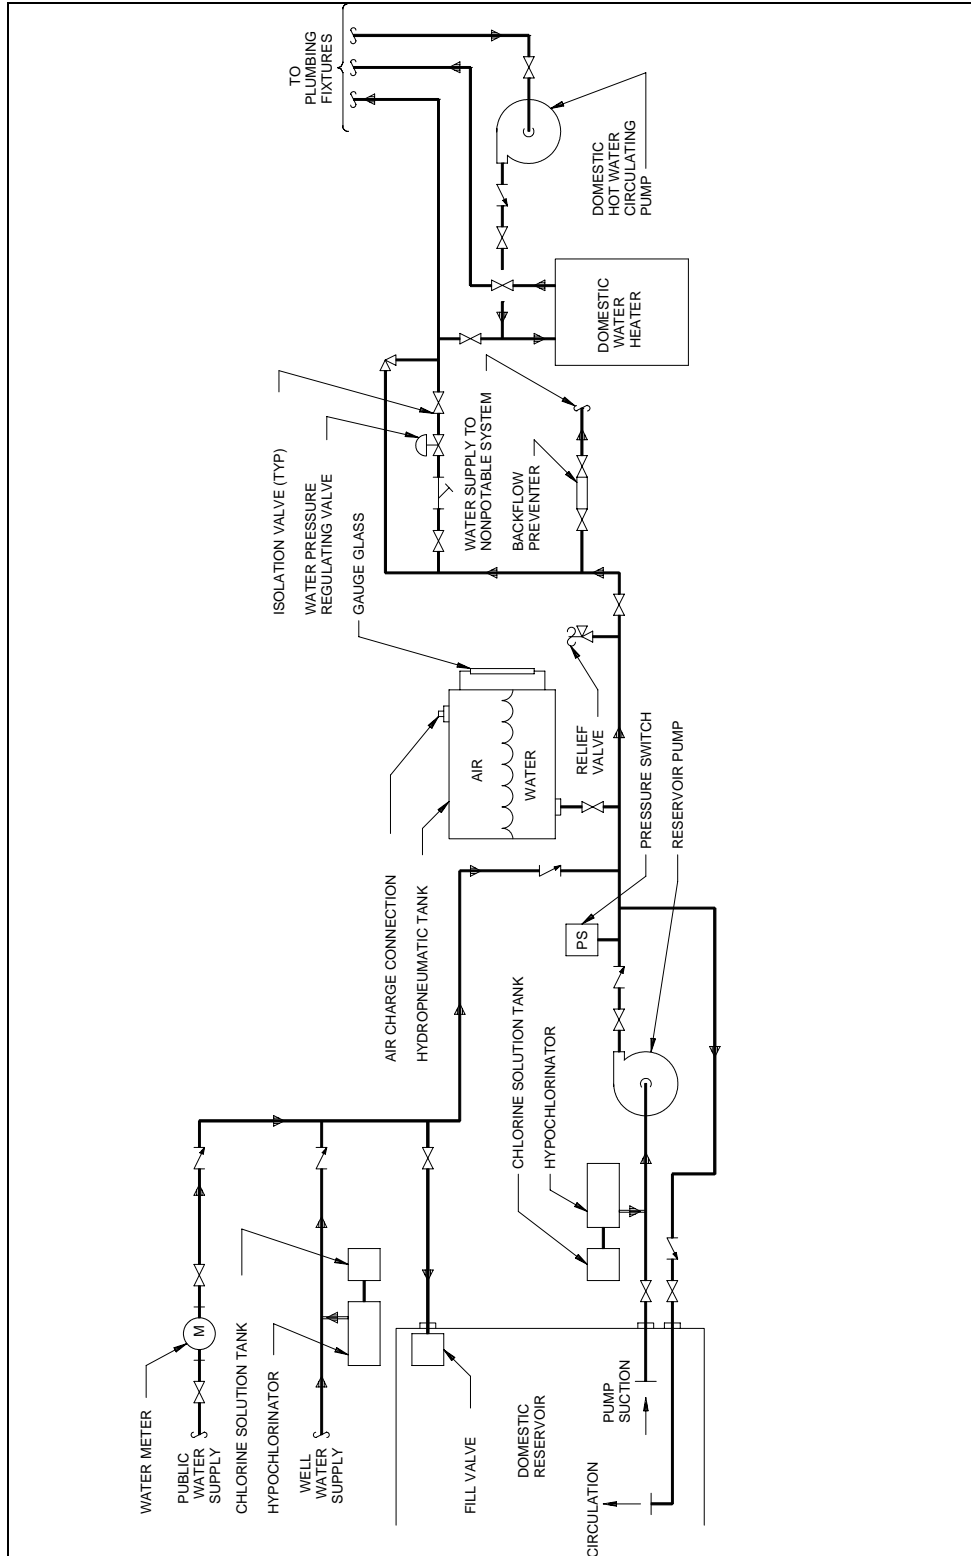 TO
PLUMBING
FIXTURES
DOMESTIC
HOT WATER
CIRCULATING
PUMP
DOMESTIC
WATER
HEATER
ISOLATION VALVE (TYP)
WATER PRESSURE
REGULATING VALVE
GAUGE GLASS
WATER SUPPLY TO
NONPOTABLE SYSTEM
BACKFLOW
PREVENTER
AIR
WATER
RELIEF
VALVE
PRESSURE SWITCH
RESERVOIR PUMP
AIR CHARGE CONNECTION
HYDROPNEUMATIC TANK
PS
CHLORINE SOLUTION TANK
HYPOCHLORINATOR
M
WATER METER
PUBLIC
WATER
SUPPLY
CHLORINE SOLUTION TANK
HYPOCHLORINATOR
WELL
WATER
SUPPLY
FILL VALVE
DOMESTIC
RESERVOIR
PUMP
SUCTION
CIRCULATION